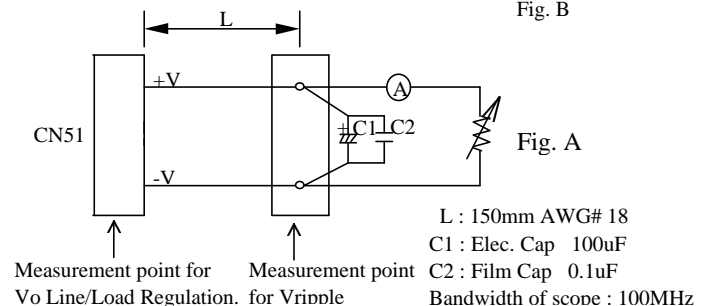 Fig. B
L
+V
A
CN51
+ C1 C2
Fig. A
-V
L : 150mm AWG# 18
C1 : Elec. Cap 100uF
Measurement point for
Vo Line/Load Regulation.
Measurement point
for Vripple
C2 : Film Cap 0.1uF
Bandwidth of scope : 100MHz